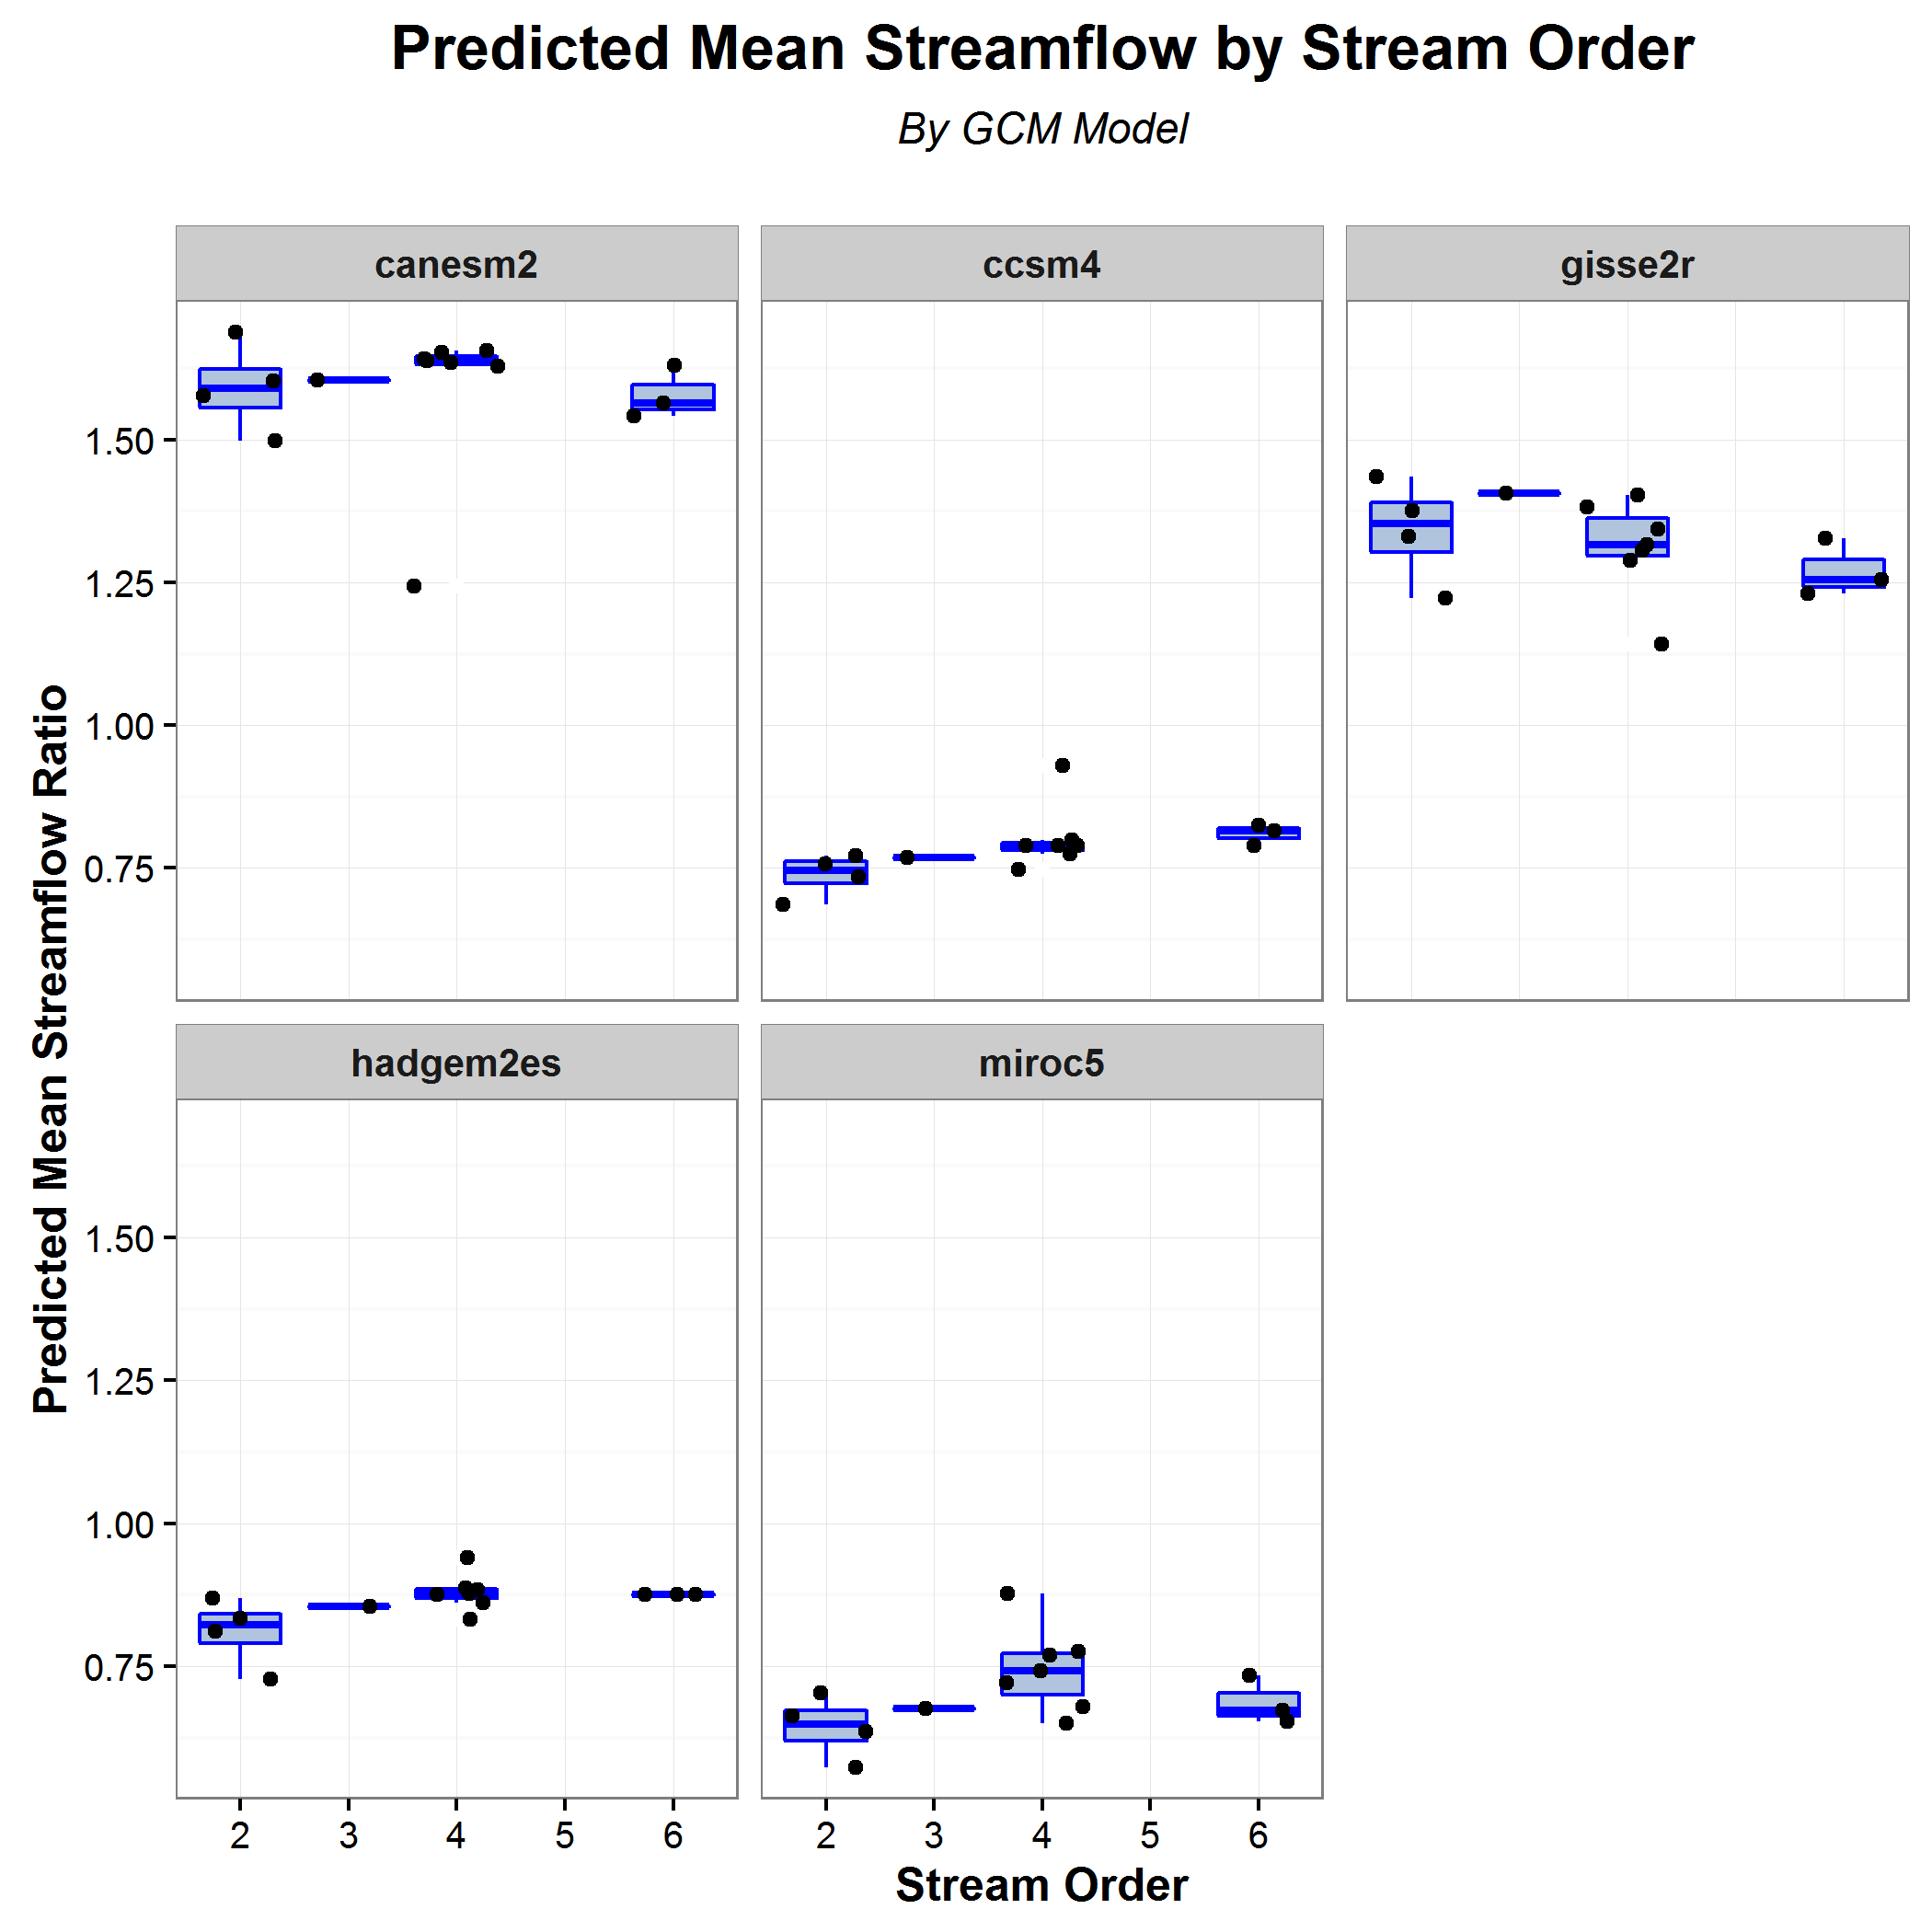 Predicted Mean Streamflow by Stream Order
By GCM Model
canesm2
ccsm4
gisse2r
1.50
1.25
1.00
0.75
Predicted Mean Streamflow Ratio
hadgem2es
miroc5
1.50
1.25
1.00
0.75
2 3 4 5 6
2 3 4 5 6
Stream Order